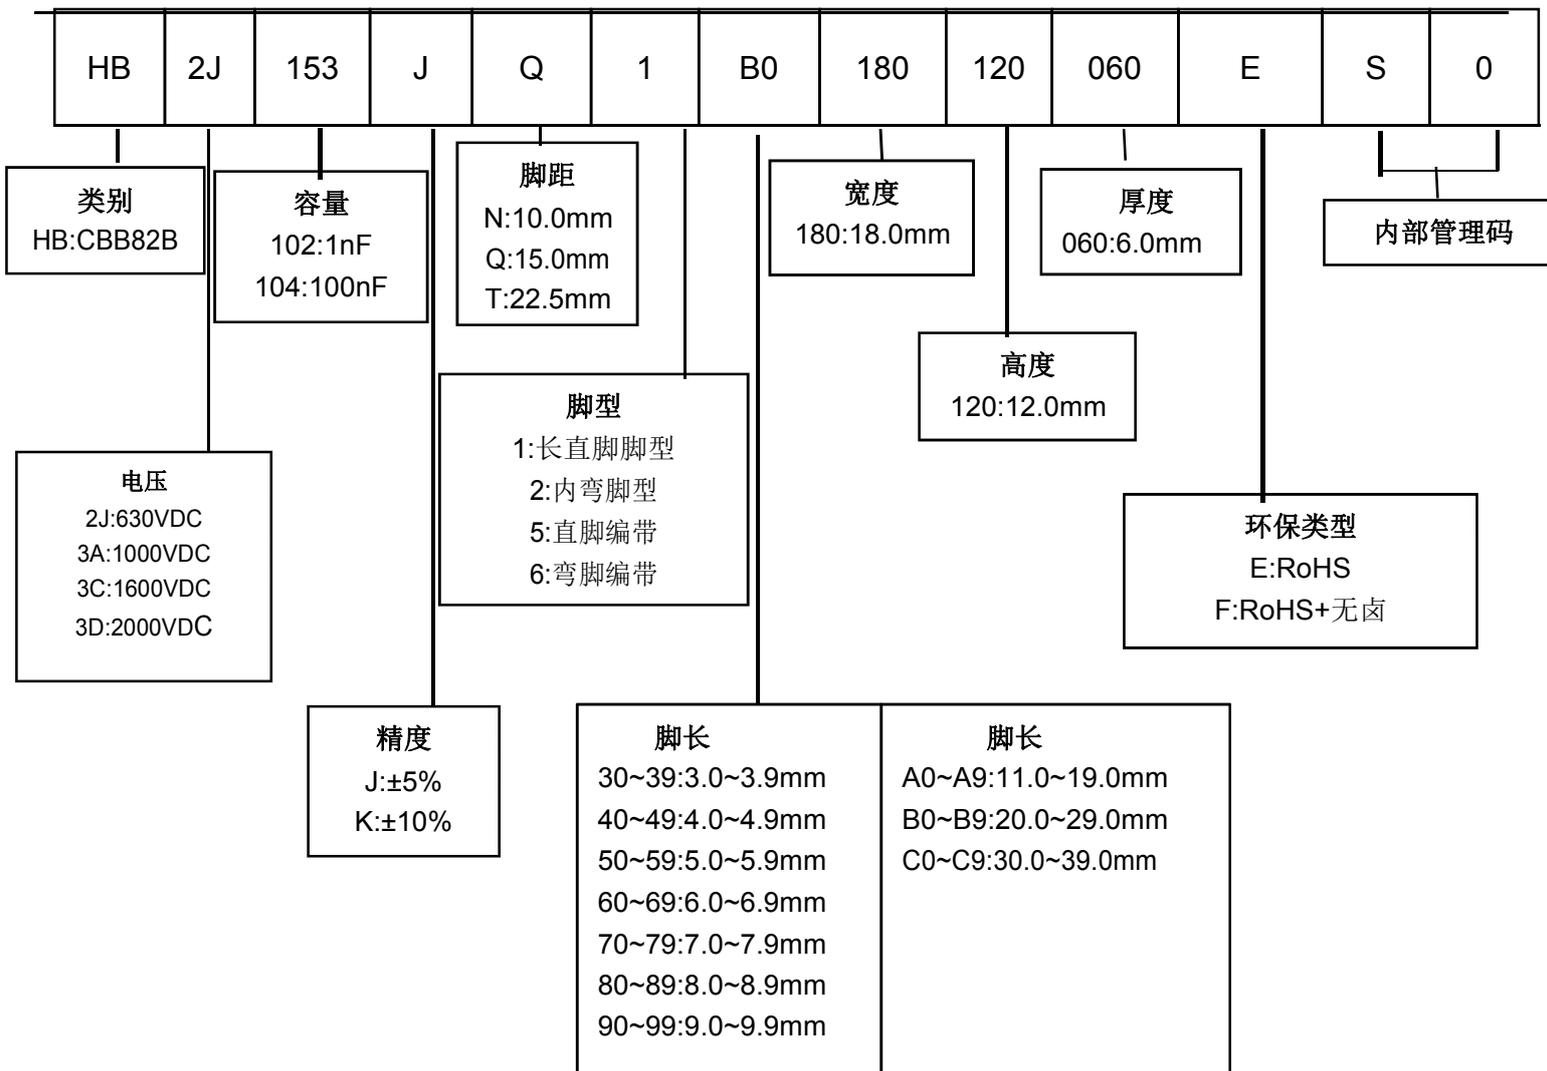 HB 2J 153 J Q 1 B0 180 120 060 E S 0
类别
HB:CBB82B
容量
102:1nF
104:100nF
脚距
N:10.0mm
Q:15.0mm
T:22.5mm
宽度
180:18.0mm
厚度
060:6.0mm
内部管理码
高度
120:12.0mm
脚型
1:长直脚脚型
2:内弯脚型
5:直脚编带
6:弯脚编带
电压
2J:630VDC
3A:1000VDC
3C:1600VDC
3D:2000VDC
环保类型
E:RoHS
F:RoHS+无卤
精度
J:±5%
K:±10%
脚长
30~39:3.0~3.9mm
40~49:4.0~4.9mm
50~59:5.0~5.9mm
60~69:6.0~6.9mm
70~79:7.0~7.9mm
80~89:8.0~8.9mm
90~99:9.0~9.9mm
脚长
A0~A9:11.0~19.0mm
B0~B9:20.0~29.0mm
C0~C9:30.0~39.0mm